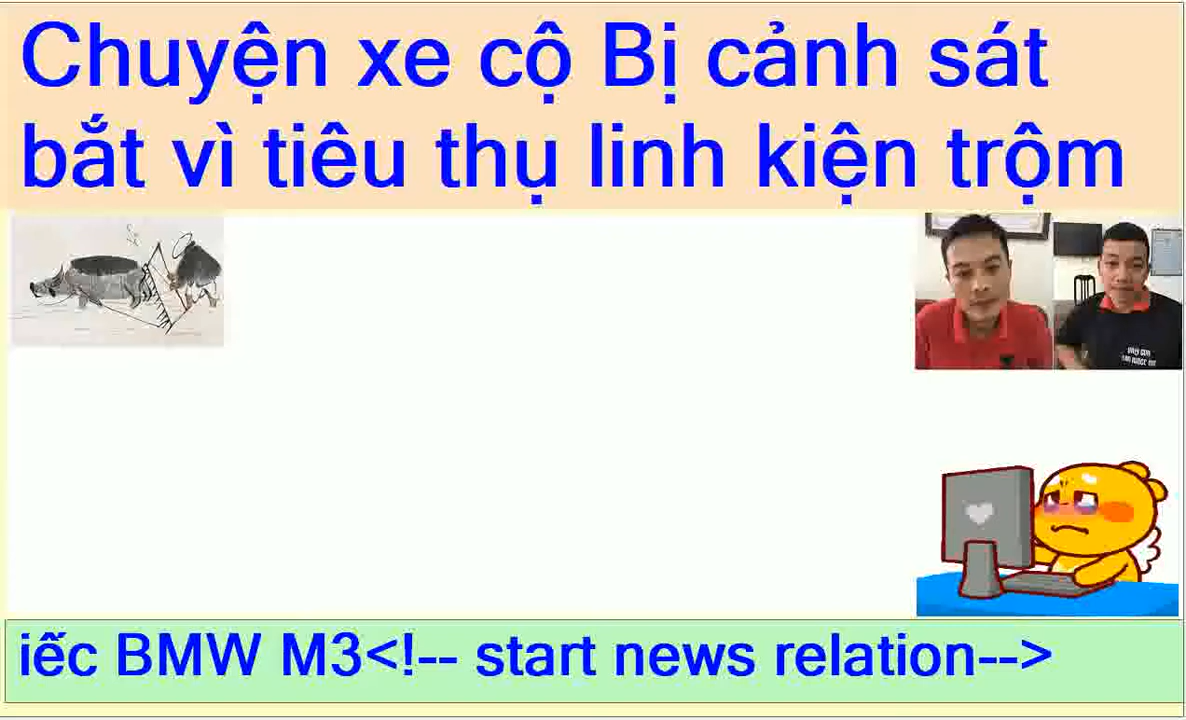 Chuyện xe cộ Bị cảnh sát
bắt vì tiêu thụ linh kiện trộm
iếc BMW M3<!-- start news relation-->